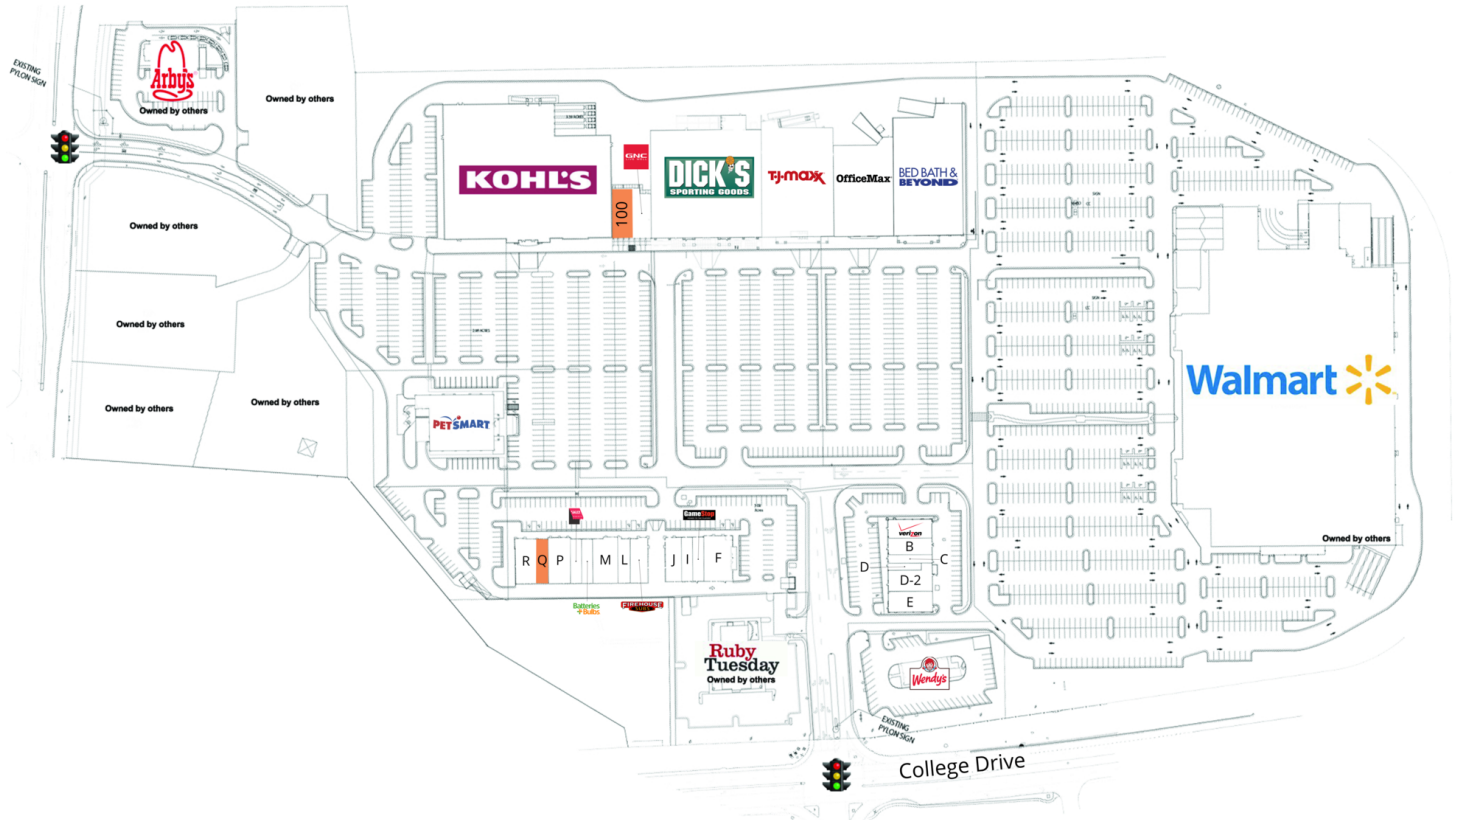 EXISTING
PYLON SIGN
Arby's
Owned by others
Owned by others
Owned by others
Owned by others
Owned by others
Owned by others
KOHL'S
GNC
100
DICK'S
SPORTING GOODS
T·J·maxx
OfficeMax
BED BATH &
BEYOND
PETSMART
Walmart
Owned by others
GameStop
R
Q
P
M
L
J
I
F
Batteries
+Bulbs
FIREHOUSE
SUBS
verizon
B
C
D
D-2
E
Ruby
Tuesday
Owned by others
Wendy's
EXISTING
PYLON SIGN
College Drive